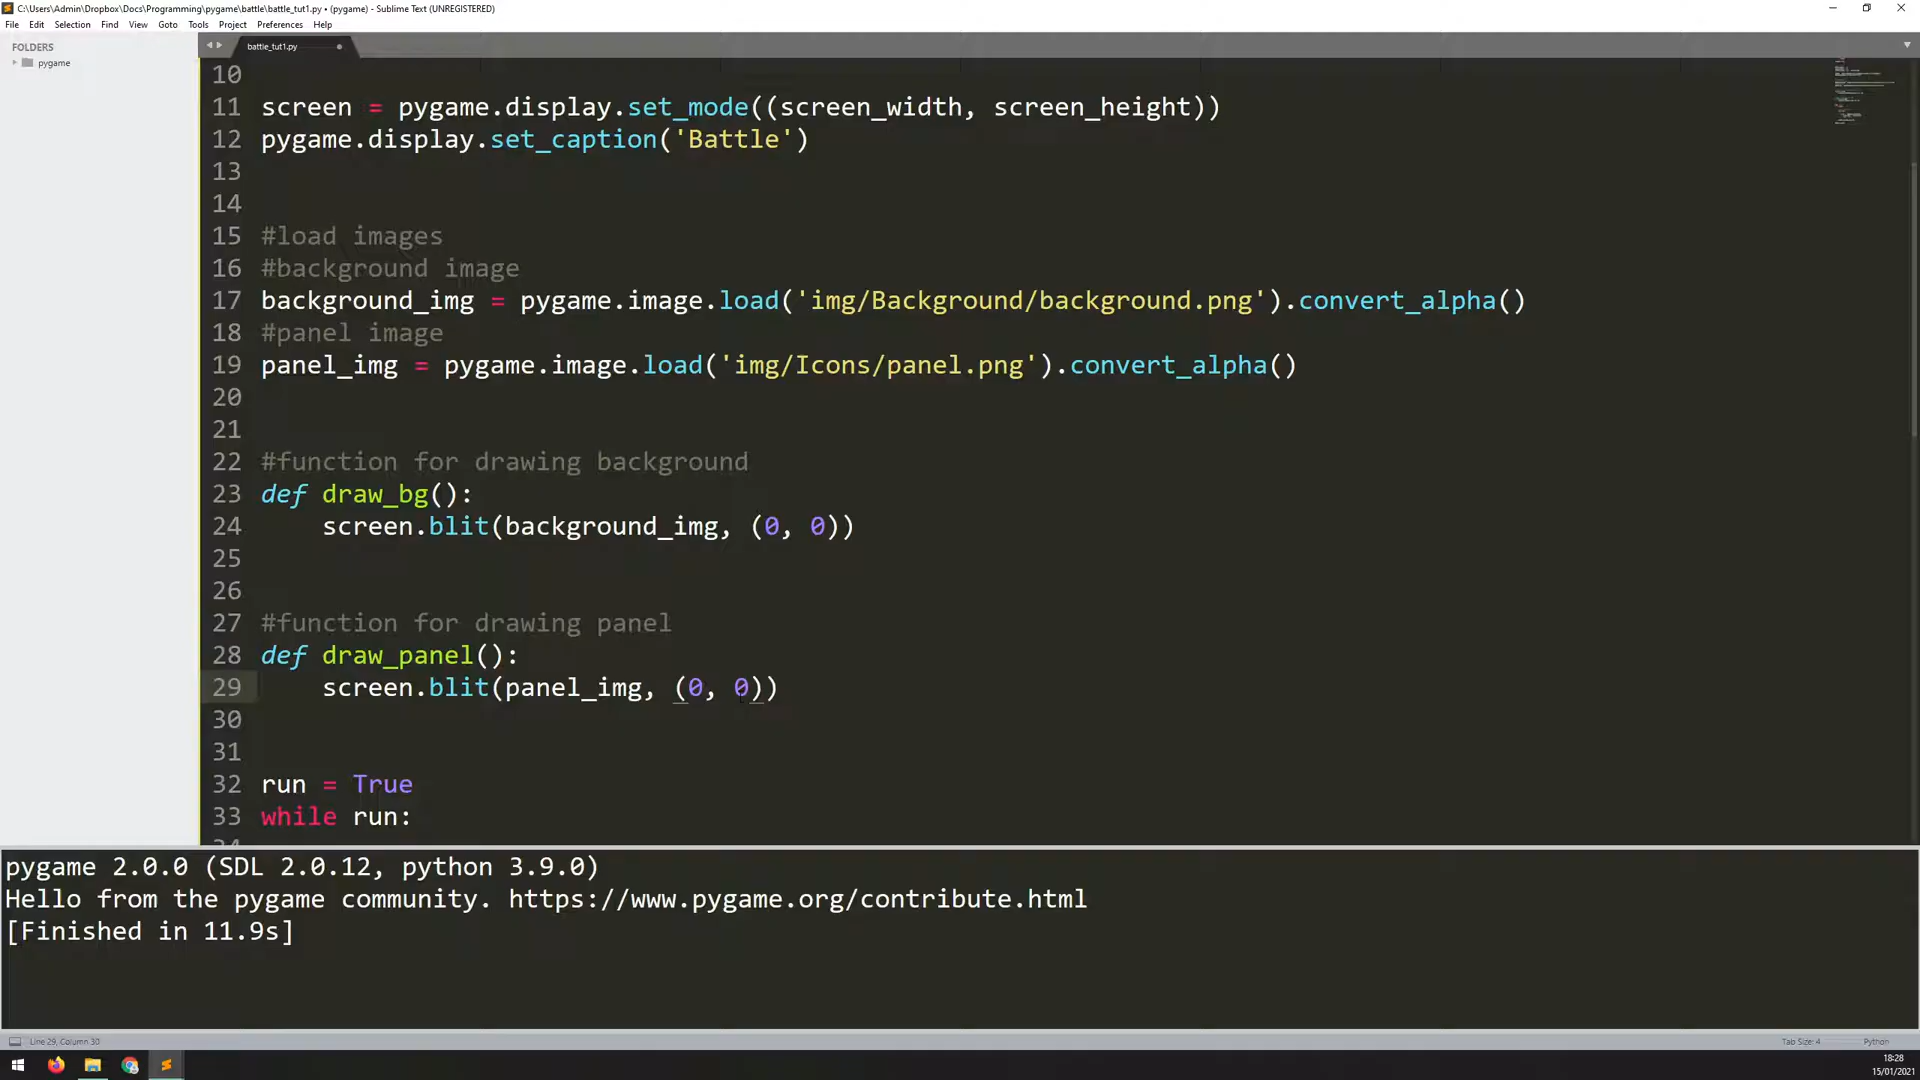 C:\Users\Admin\Dropbox\Docs\Programming\pygame\battle\battle_tut1.py • (pygame) - Sublime Text (UNREGISTERED)
File Edit Selection Find View Goto Tools Project Preferences Help
FOLDERS
pygame
battle_tut1.py
10
11 screen = pygame.display.set_mode((screen_width, screen_height))
12 pygame.display.set_caption('Battle')
13
14
15 #load images
16 #background image
17 background_img = pygame.image.load('img/Background/background.png').convert_alpha()
18 #panel image
19 panel_img = pygame.image.load('img/Icons/panel.png').convert_alpha()
20
21
22 #function for drawing background
23 def draw_bg():
24     screen.blit(background_img, (0, 0))
25
26
27 #function for drawing panel
28 def draw_panel():
29     screen.blit(panel_img, (0, 0))
30
31
32 run = True
33 while run:
34
pygame 2.0.0 (SDL 2.0.12, python 3.9.0)
Hello from the pygame community. https://www.pygame.org/contribute.html
[Finished in 11.9s]
Line 29, Column 30
Tab Size: 4
Python
18:28
15/01/2021